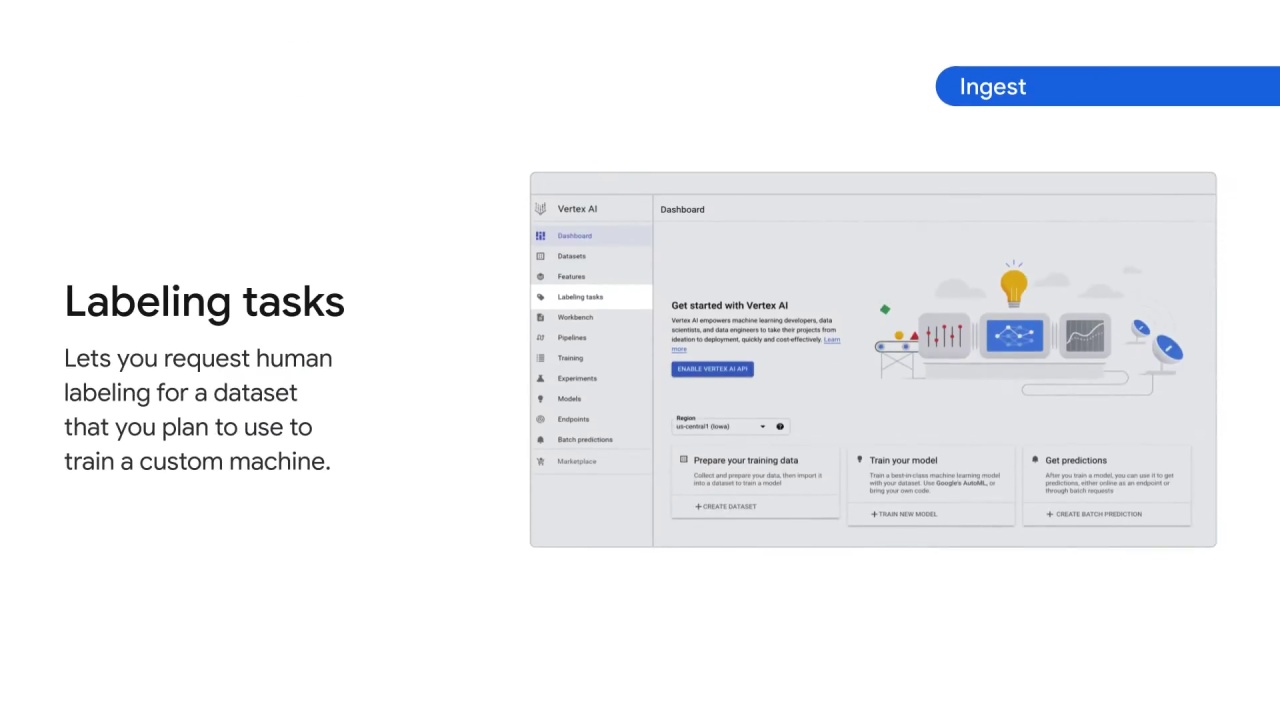 Ingest
Labeling tasks
Lets you request human
labeling for a dataset
that you plan to use to
train a custom machine.
Vertex AI
Dashboard
Datasets
Features
Labeling tasks
Workbench
Pipelines
Training
Experiments
Models
Endpoints
Batch predictions
Marketplace
Dashboard
Get started with Vertex AI
Vertex AI empowers machine learning developers, data
scientists, and data engineers to take their projects from
ideation to deployment, quickly and cost-effectively. Learn
more
ENABLE VERTEX AI API
Region
us-central1 (Iowa)
Prepare your training data
Collect and prepare your data, then import it
into a dataset to train a model
+ CREATE DATASET
Train your model
Train a best-in-class machine learning model
with your dataset. Use Google's AutoML, or
bring your own code.
+ TRAIN NEW MODEL
Get predictions
After you train a model, you can use it to get
predictions, either online as an endpoint or
through batch requests
+ CREATE BATCH PREDICTION